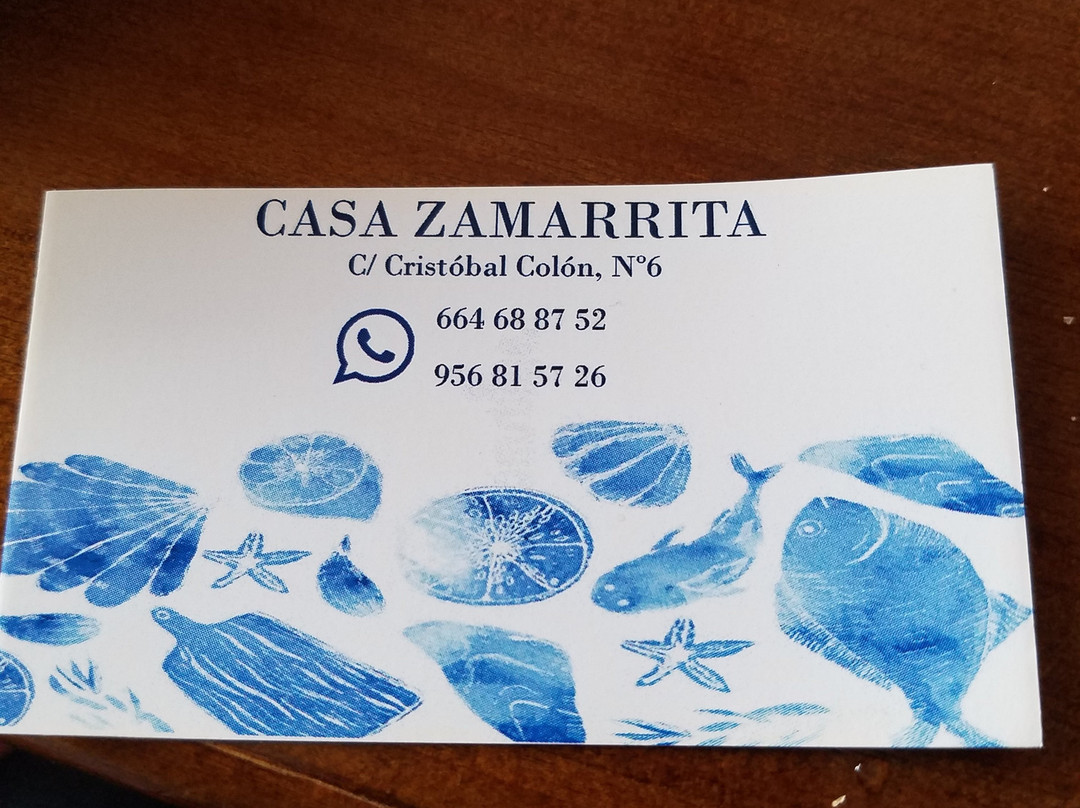 CASA ZAMARRITA
C/ Cristóbal Colón, Nº6
664 68 87 52
956 81 57 26